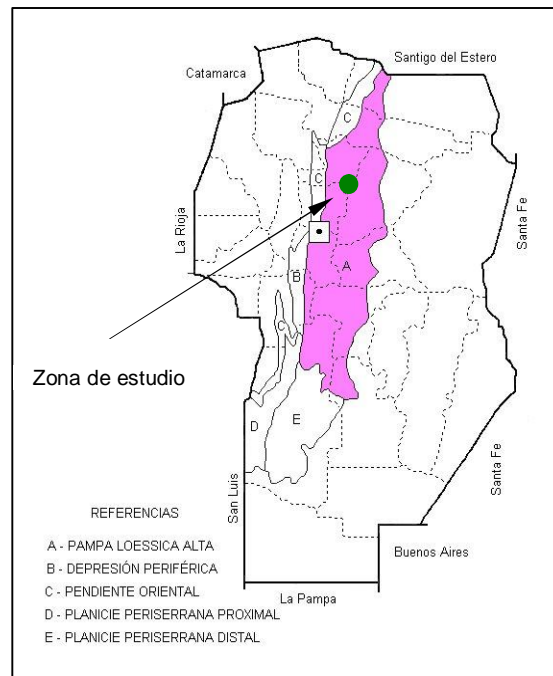 Santigo del Estero
Catamarca
C
C
La Rioja
Santa Fe
B
A
C
Zona de estudio
D
E
San Luis
Santa Fe
REFERENCIAS
A - PAMPA LOESSICA ALTA
B - DEPRESIÓN PERIFÉRICA
C - PENDIENTE ORIENTAL
D - PLANICIE PERISERRANA PROXIMAL
E - PLANICIE PERISERRANA DISTAL
Buenos Aires
La Pampa